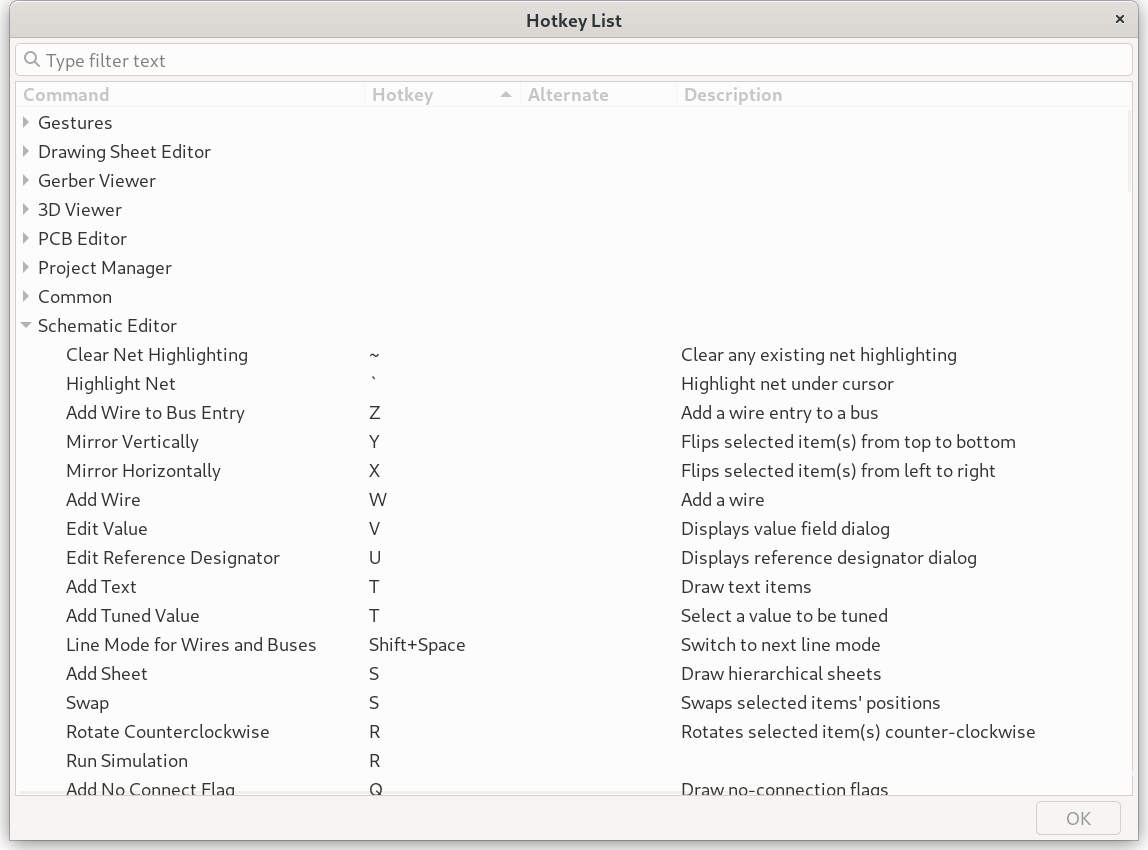 Hotkey List ×
Type filter text
Command Hotkey Alternate Description
Gestures
Drawing Sheet Editor
Gerber Viewer
3D Viewer
PCB Editor
Project Manager
Common
Schematic Editor
Clear Net Highlighting ~ Clear any existing net highlighting
Highlight Net ` Highlight net under cursor
Add Wire to Bus Entry Z Add a wire entry to a bus
Mirror Vertically Y Flips selected item(s) from top to bottom
Mirror Horizontally X Flips selected item(s) from left to right
Add Wire W Add a wire
Edit Value V Displays value field dialog
Edit Reference Designator U Displays reference designator dialog
Add Text T Draw text items
Add Tuned Value T Select a value to be tuned
Line Mode for Wires and Buses Shift+Space Switch to next line mode
Add Sheet S Draw hierarchical sheets
Swap S Swaps selected items' positions
Rotate Counterclockwise R Rotates selected item(s) counter-clockwise
Run Simulation R
Add No Connect Flag Q Draw no-connection flags
OK